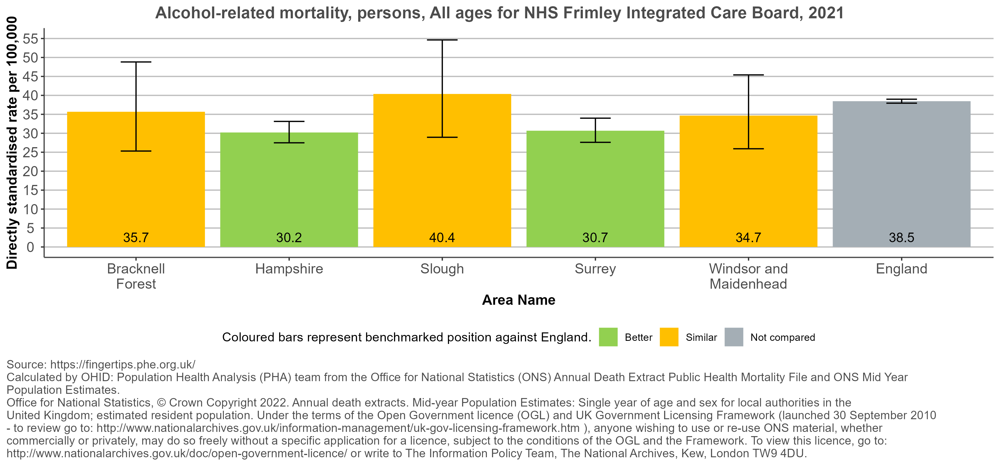 Alcohol-related mortality, persons, All ages for NHS Frimley Integrated Care Board, 2021
Directly standardised rate per 100,000
55
50
45
40
35
30
25
20
15
10
5
0
35.7
30.2
40.4
30.7
34.7
38.5
Bracknell
Forest
Hampshire
Slough
Surrey
Windsor and
Maidenhead
England
Area Name
Coloured bars represent benchmarked position against England.
Better
Similar
Not compared
Source: https://fingertips.phe.org.uk/
Calculated by OHID: Population Health Analysis (PHA) team from the Office for National Statistics (ONS) Annual Death Extract Public Health Mortality File and ONS Mid Year
Population Estimates.
Office for National Statistics, © Crown Copyright 2022. Annual death extracts. Mid-year Population Estimates: Single year of age and sex for local authorities in the
United Kingdom; estimated resident population. Under the terms of the Open Government licence (OGL) and UK Government Licensing Framework (launched 30 September 2010
- to review go to: http://www.nationalarchives.gov.uk/information-management/uk-gov-licensing-framework.htm ), anyone wishing to use or re-use ONS material, whether
commercially or privately, may do so freely without a specific application for a licence, subject to the conditions of the OGL and the Framework. To view this licence, go to:
http://www.nationalarchives.gov.uk/doc/open-government-licence/ or write to The Information Policy Team, The National Archives, Kew, London TW9 4DU.